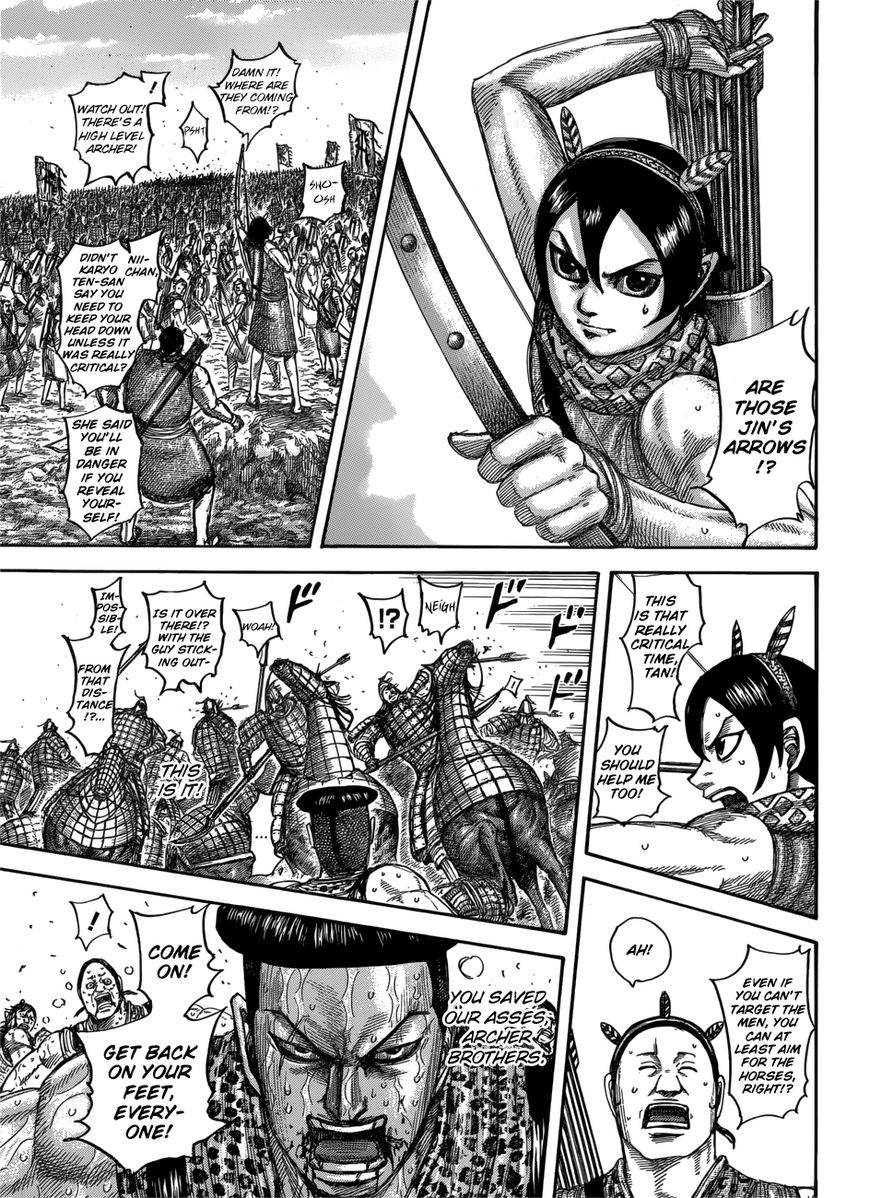 ARE
THOSE
JIN'S
ARROWS
!?
DAMN IT!
WHERE ARE
THEY COMING
FROM!?
PSHT
!
WATCH OUT!
THERE'S A
HIGH LEVEL
ARCHER!
SHO-
OSH
NII-
CHAN,
DIDN'T
KARYO
TEN-SAN
SAY YOU
NEED TO
KEEP YOUR
HEAD DOWN
UNLESS IT
WAS REALLY
CRITICAL?
SHE SAID
YOU'LL
BE IN
DANGER
IF YOU
REVEAL
YOUR-
SELF!
THIS
IS THAT
REALLY
CRITICAL
TIME,
TAN!
YOU
SHOULD
HELP ME
TOO!
ドドド
NEIGH
!?
!
WOAH!
IS IT OVER
THERE!?
WITH THE
GUY STICK-
ING OUT-
IM-
POS-
SIBLE!
FROM
THAT
DIS-
TANCE
!?...
THIS
IS IT!
...
EVEN IF
YOU CAN'T
TARGET THE
MEN, YOU
CAN AT
LEAST AIM
FOR THE
HORSES,
RIGHT!?
AH!
YOU SAVED
OUR ASSES,
ARCHER
BROTHERS.
COME
ON!
!
GET BACK
ON YOUR
FEET,
EVERY-
ONE!